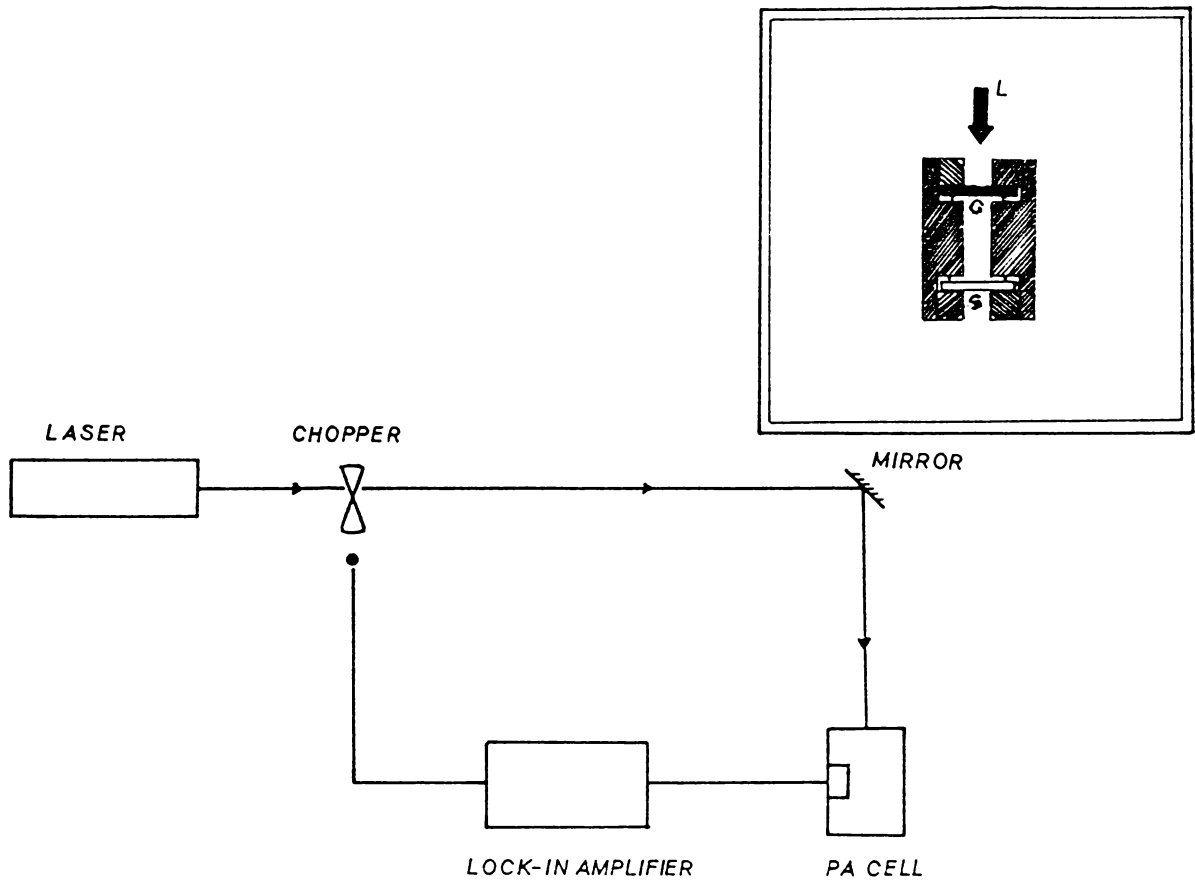 L
G
S
LASER
CHOPPER
MIRROR
LOCK-IN AMPLIFIER
PA CELL